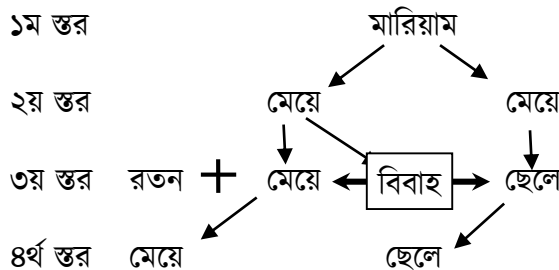 ১ম স্তর মারিয়াম
২য় স্তর মেয়ে মেয়ে
৩য় স্তর রতন + মেয়ে বিবাহ ছেলে
৪র্থ স্তর মেয়ে ছেলে